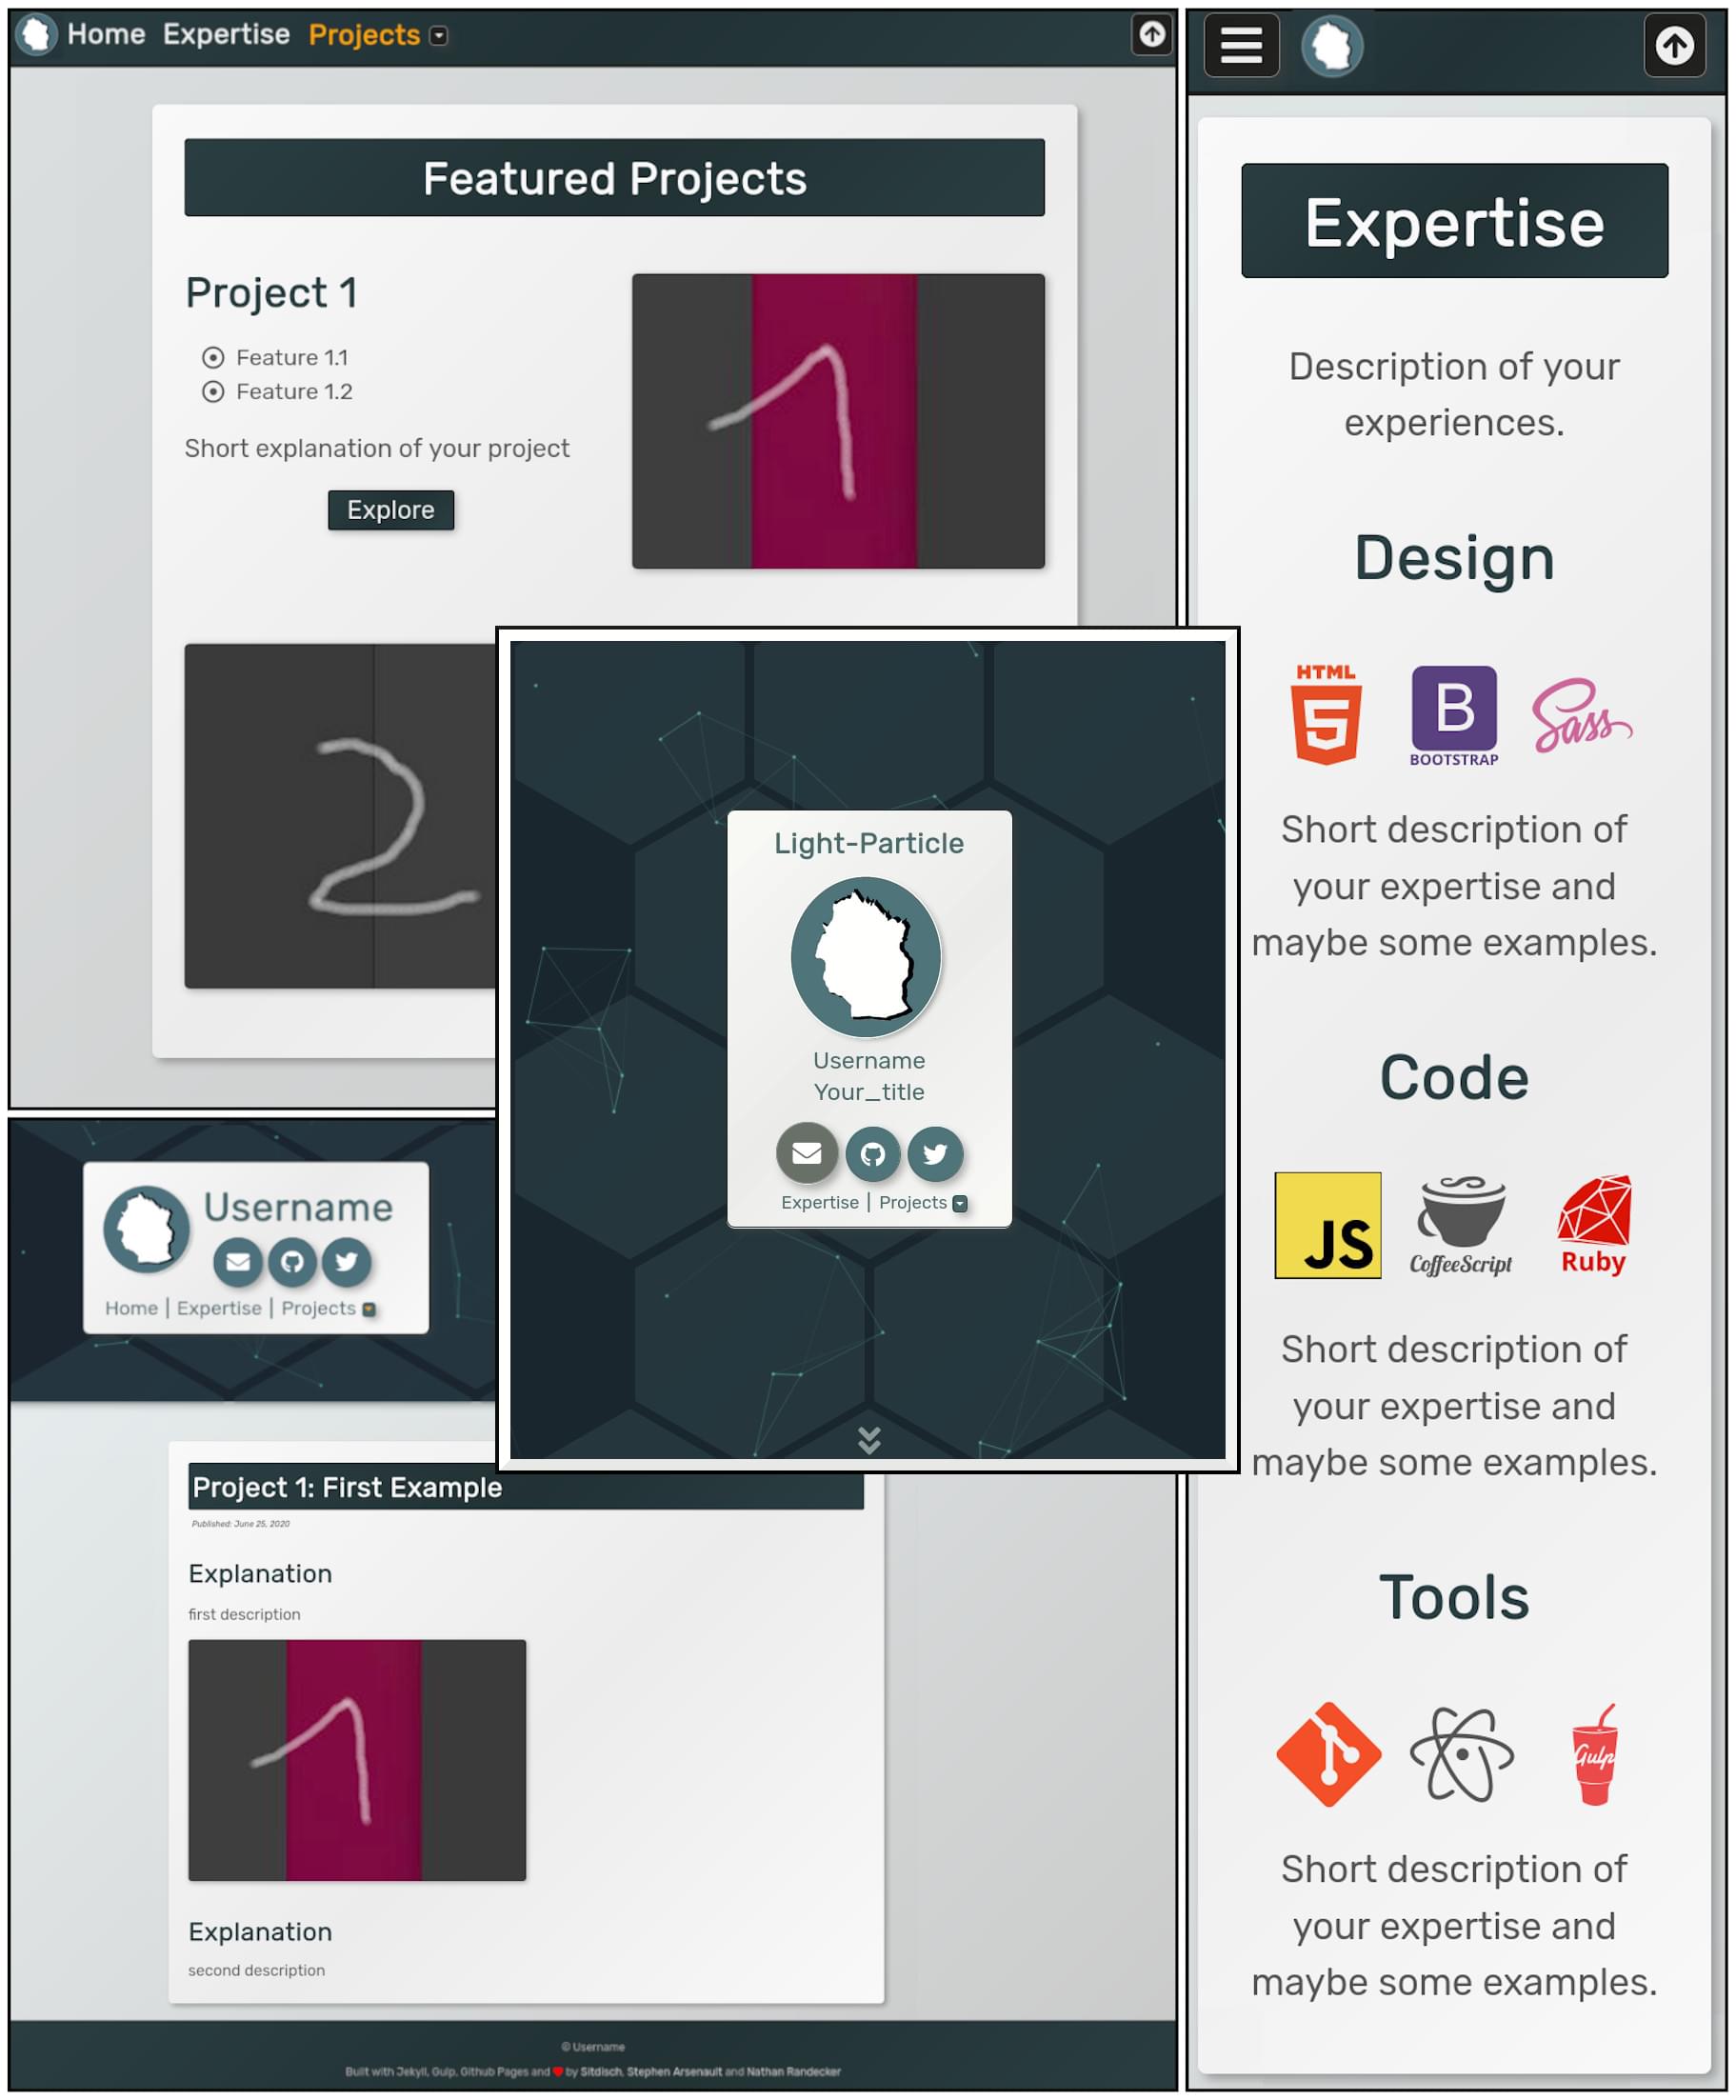 Home Expertise Projects
Featured Projects
Project 1
Feature 1.1
Feature 1.2
Short explanation of your project
Explore
1
2
Light-Particle
Username
Your_title
Expertise | Projects
Username
Home | Expertise | Projects
Project 1: First Example
Published: June 25, 2020
Explanation
first description
1
Explanation
second description
© Username
Built with Jekyll, Gulp, Github Pages and by Sitdisch, Stephen Arsenault and Nathan Randecker
Expertise
Description of your
experiences.
Design
HTML
5
B
BOOTSTRAP
Sass
Short description of
your expertise and
maybe some examples.
Code
JS
CoffeeScript
Ruby
Short description of
your expertise and
maybe some examples.
Tools
Gulp
Short description of
your expertise and
maybe some examples.